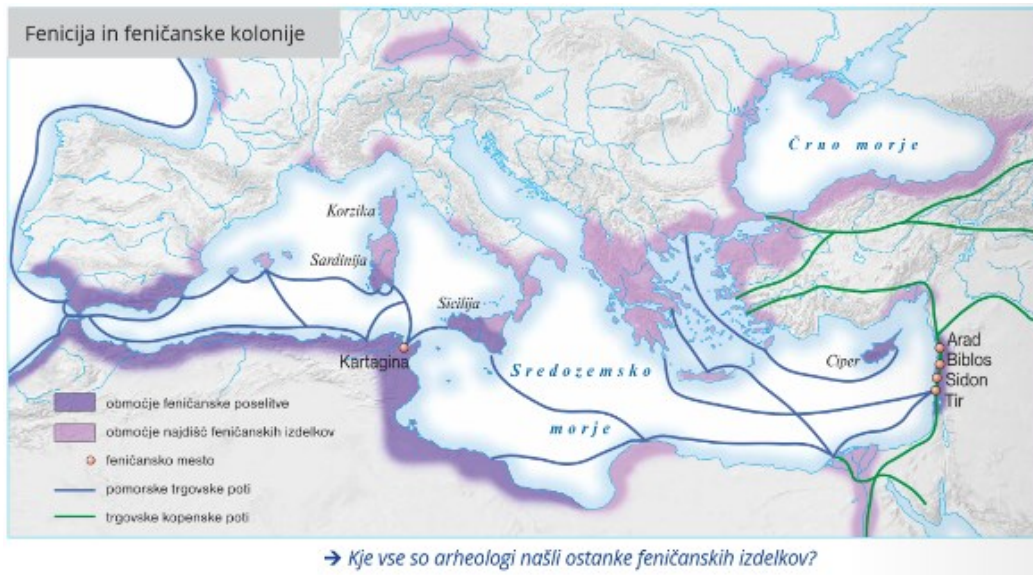 Fenicija in feničanske kolonije
Črno morje
Korzika
Sardinija
Sicilija
Kartagina
Sredozemsko
morje
Ciper
Arad
Biblos
Sidon
Tir
območje feničanske poselitve
območje najdišč feničanskih izdelkov
feničansko mesto
pomorske trgovske poti
trgovske kopenske poti
→ Kje vse so arheologi našli ostanke feničanskih izdelkov?